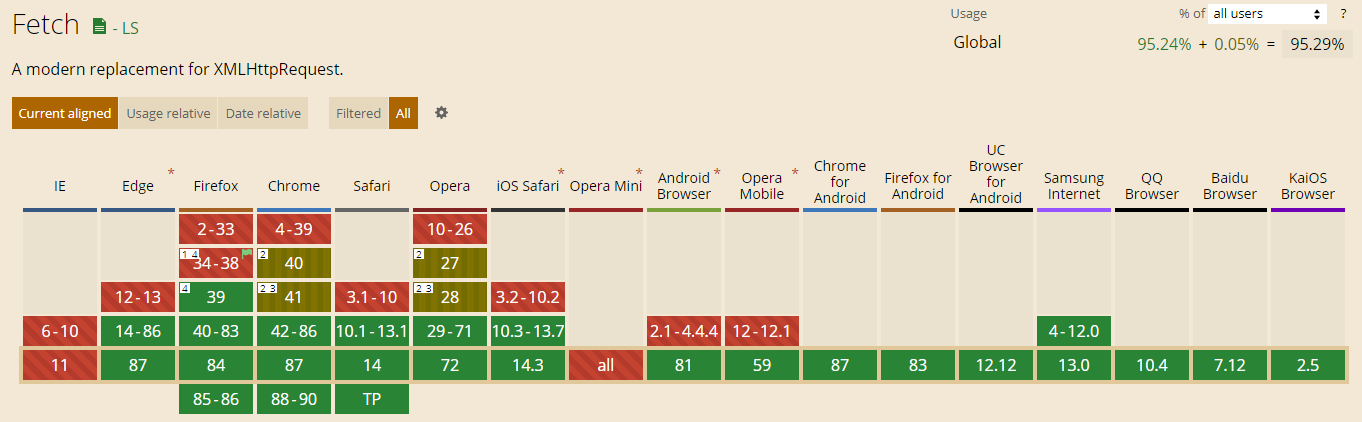 Fetch - LS
Usage % of all users ?
Global 95.24% + 0.05% = 95.29%
A modern replacement for XMLHttpRequest.
Current aligned Usage relative Date relative Filtered All
IE Edge * Firefox Chrome Safari Opera iOS Safari * Opera Mini Android Browser * Opera Mobile * Chrome for Android Firefox for Android UC Browser for Android Samsung Internet QQ Browser Baidu Browser KaiOS Browser
2-33 4-39 10-26
1 4 34-38 2 40 2 27
12-13 4 39 2 3 41 3.1-10 2 3 28 3.2-10.2
6-10 14-86 40-83 42-86 10.1-13.1 29-71 10.3-13.7 2.1-4.4.4 12-12.1 4-12.0
11 87 84 87 14 72 14.3 all 81 59 87 83 12.12 13.0 10.4 7.12 2.5
85-86 88-90 TP